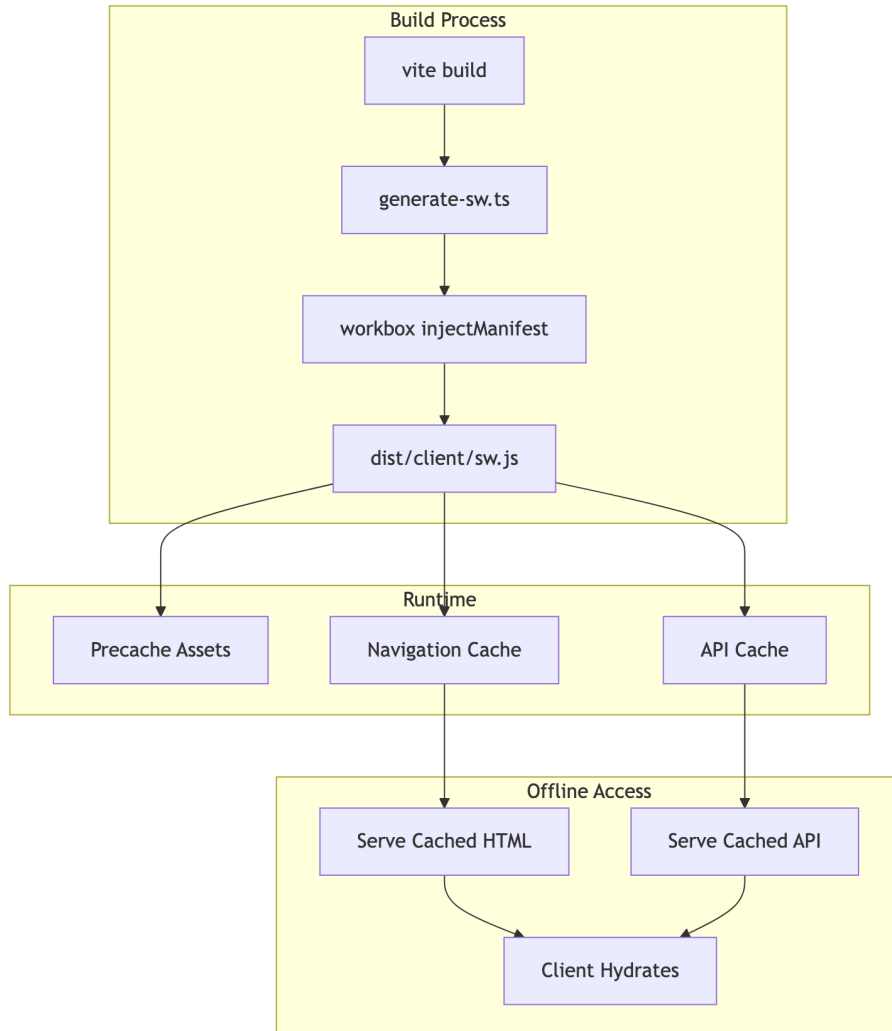 Build Process
vite build
generate-sw.ts
workbox injectManifest
dist/client/sw.js
Runtime
Precache Assets
Navigation Cache
API Cache
Offline Access
Serve Cached HTML
Serve Cached API
Client Hydrates